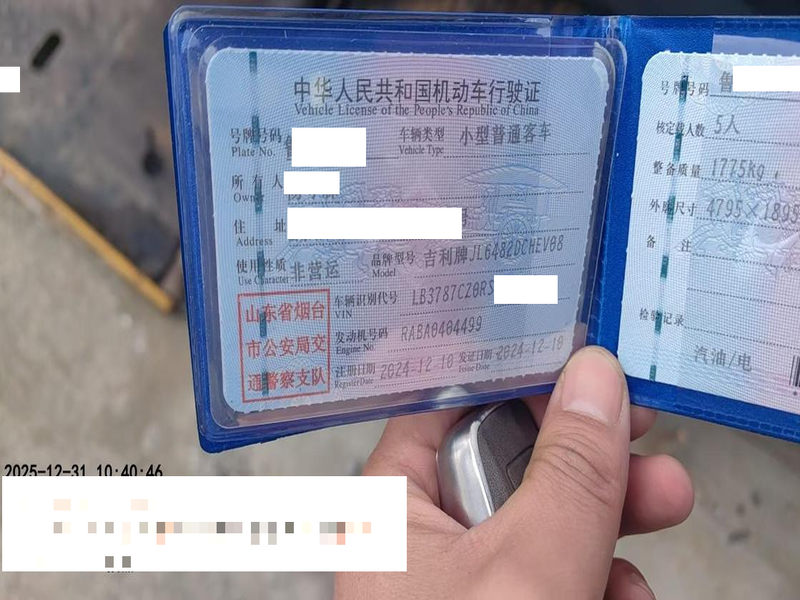 中华人民共和国机动车行驶证
Vehicle License of the People's Republic of China
号牌号码 车辆类型 小型普通客车
Plate No. Vehicle Type
所有人
Owner
住 址 号
Address
使用性质 非营运 品牌型号 吉利牌JL6482DCHEV08
Use Character Model
山东省烟台
市公安局交
通警察支队
车辆识别代号 LB3787CZ0RS
VIN
发动机号码 RABA0404499
Engine No.
注册日期 2024-12-10 发证日期 2024-12-10
Register Date Issue Date
号牌号码 鲁
核定载人数 5人
整备质量 1775kg
外廓尺寸 4795×1895
备 注
检验记录
汽油/电
2025-12-31 10:40:46